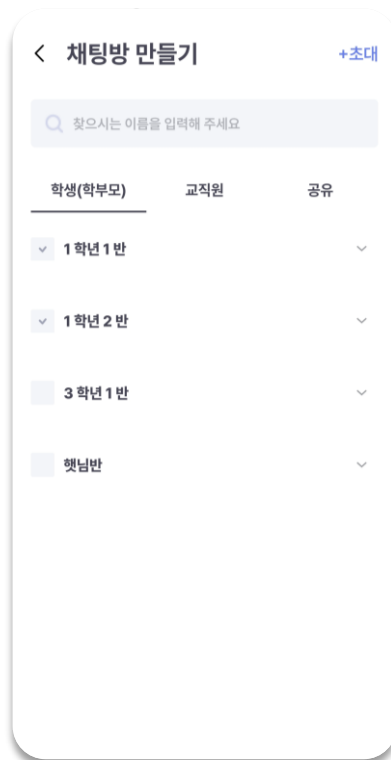 채팅방 만들기
+초대
찾으시는 이름을 입력해 주세요
학생(학부모) 교직원 공유
1 학년 1 반
1 학년 2 반
3 학년 1 반
햇님반